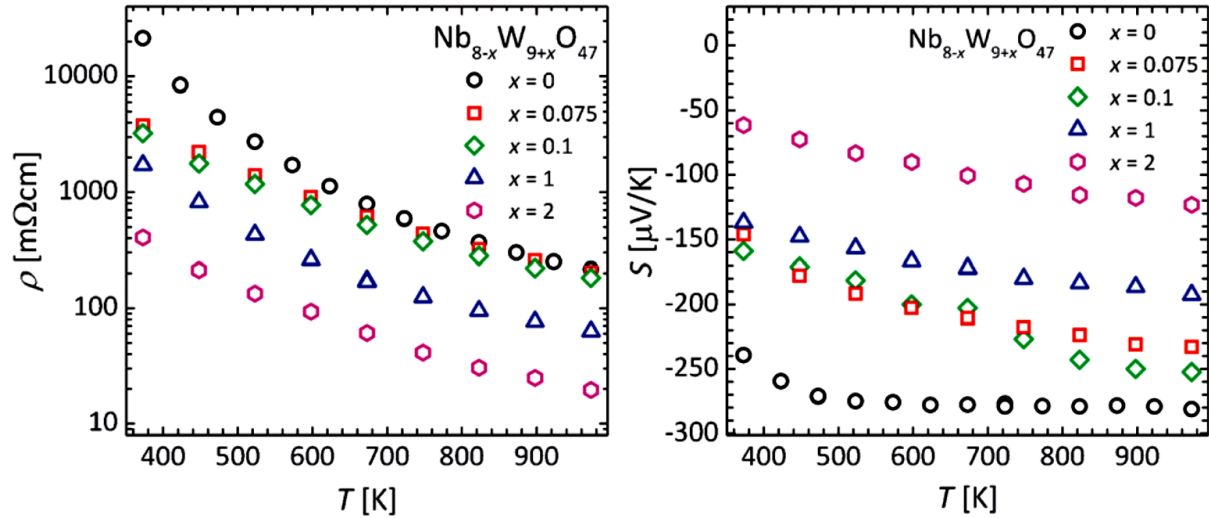 Nb8-xW9+xO47
x = 0
x = 0.075
x = 0.1
x = 1
x = 2
10000
1000
100
10
ρ [mΩcm]
400 500 600 700 800 900
T [K]
Nb8-xW9+xO47
x = 0
x = 0.075
x = 0.1
x = 1
x = 2
0
-50
-100
-150
-200
-250
-300
S [μV/K]
400 500 600 700 800 900
T [K]